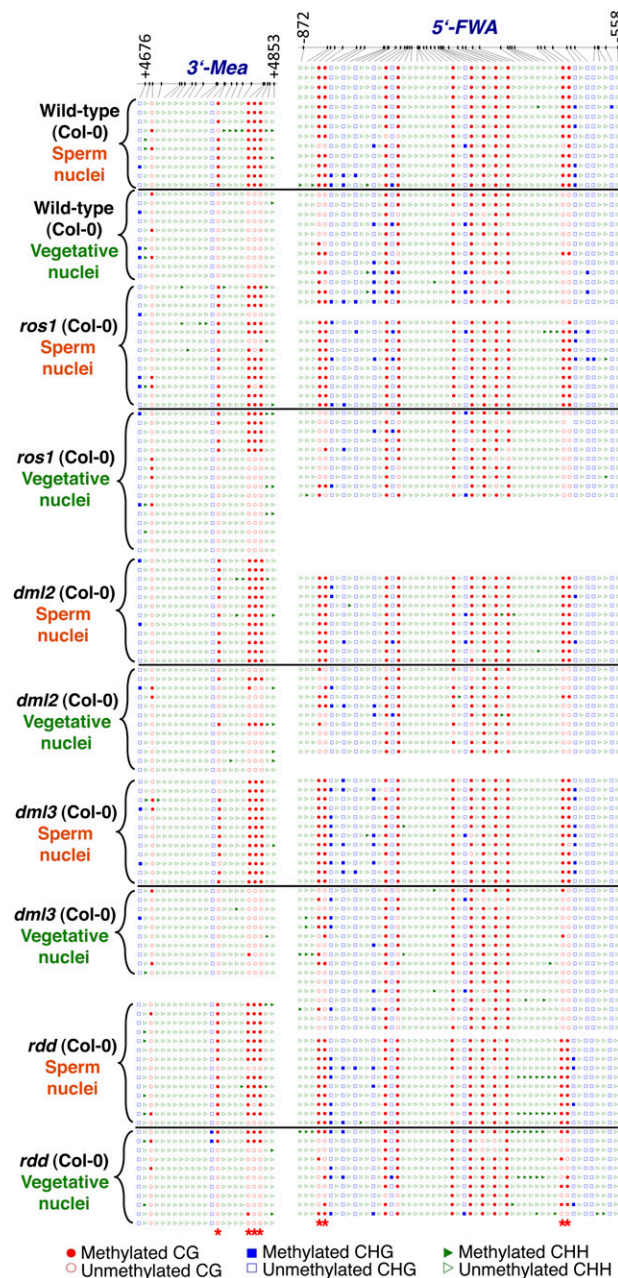 -872
5‘-FWA
-558
+4676
3‘-Mea
+4853
Wild-type
(Col-0)
Sperm
nuclei
Wild-type
(Col-0)
Vegetative
nuclei
ros1 (Col-0)
Sperm
nuclei
ros1 (Col-0)
Vegetative
nuclei
dml2 (Col-0)
Sperm
nuclei
dml2 (Col-0)
Vegetative
nuclei
dml3 (Col-0)
Sperm
nuclei
dml3 (Col-0)
Vegetative
nuclei
rdd (Col-0)
Sperm
nuclei
rdd (Col-0)
Vegetative
nuclei
* *** ** **
Methylated CG Methylated CHG Methylated CHH
Unmethylated CG Unmethylated CHG Unmethylated CHH